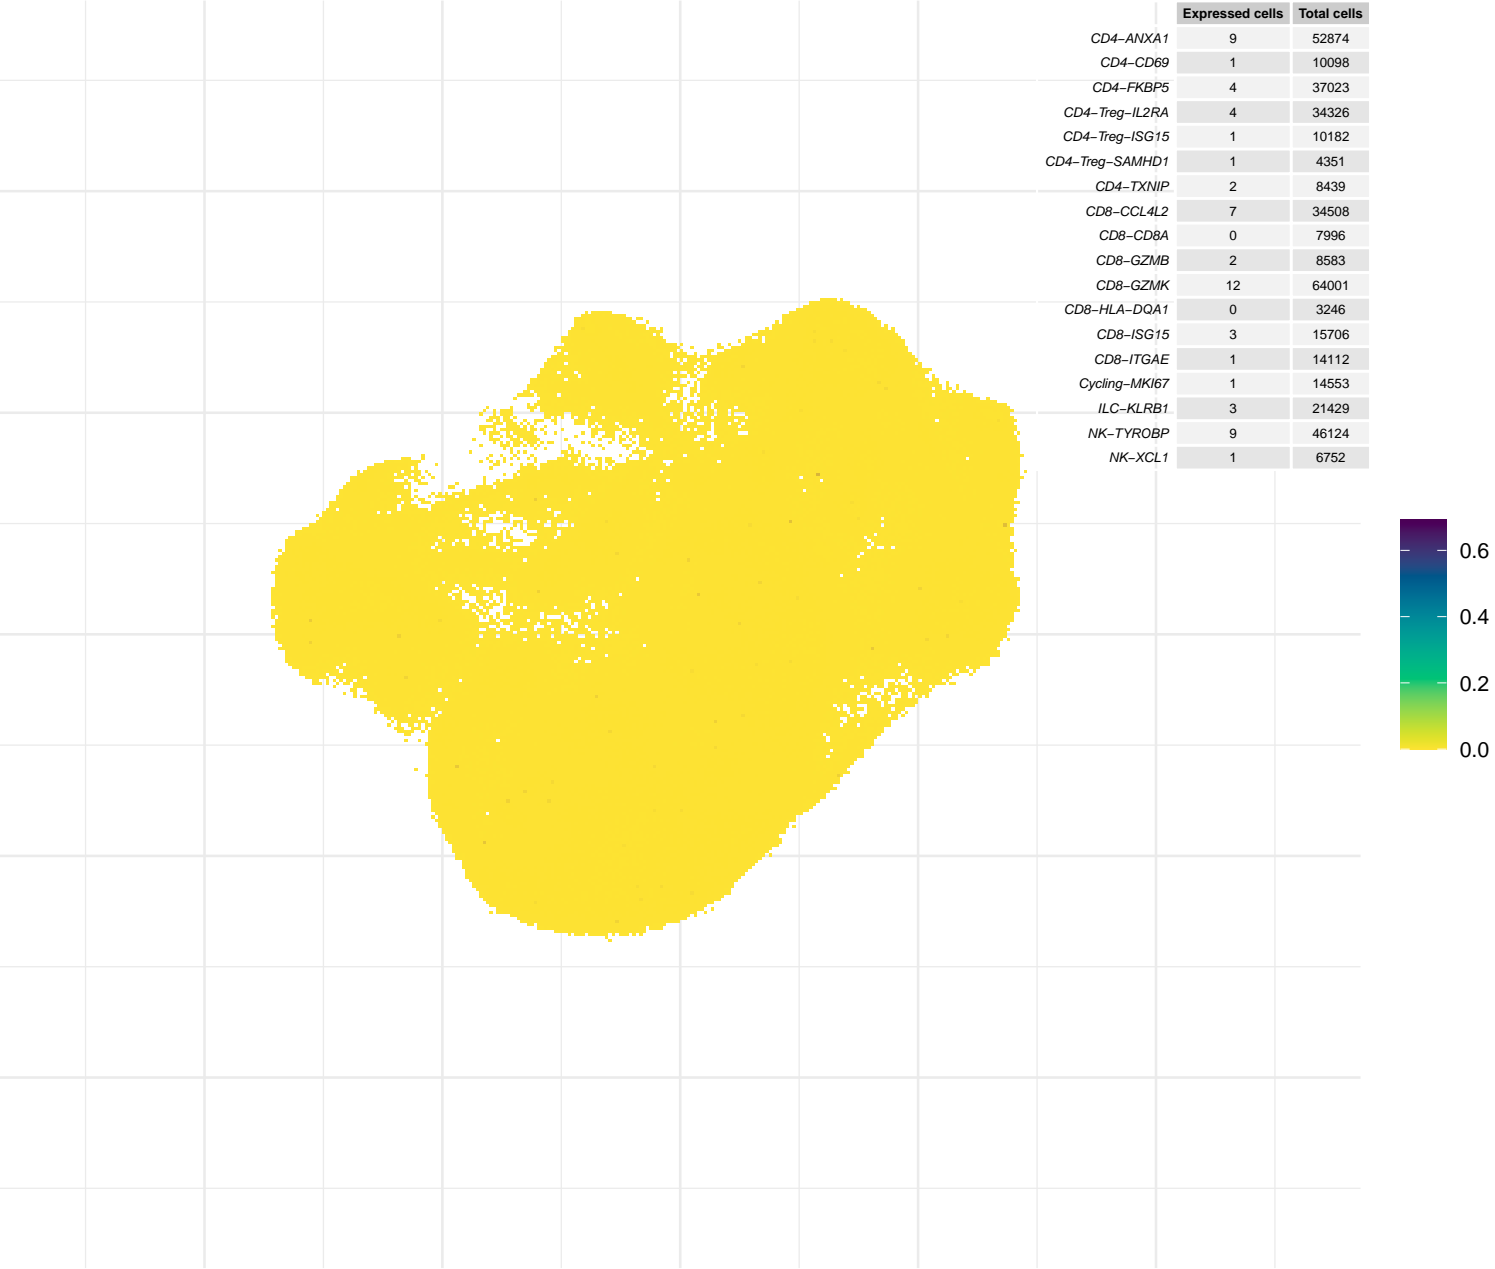 Expressed cells Total cells
CD4−ANXA1 9 52874
CD4−CD69 1 10098
CD4−FKBP5 4 37023
CD4−Treg−IL2RA 4 34326
CD4−Treg−ISG15 1 10182
CD4−Treg−SAMHD1 1 4351
CD4−TXNIP 2 8439
CD8−CCL4L2 7 34508
CD8−CD8A 0 7996
CD8−GZMB 2 8583
CD8−GZMK 12 64001
CD8−HLA−DQA1 0 3246
CD8−ISG15 3 15706
CD8−ITGAE 1 14112
Cycling−MKI67 1 14553
ILC−KLRB1 3 21429
NK−TYROBP 9 46124
NK−XCL1 1 6752
0.6
0.4
0.2
0.0